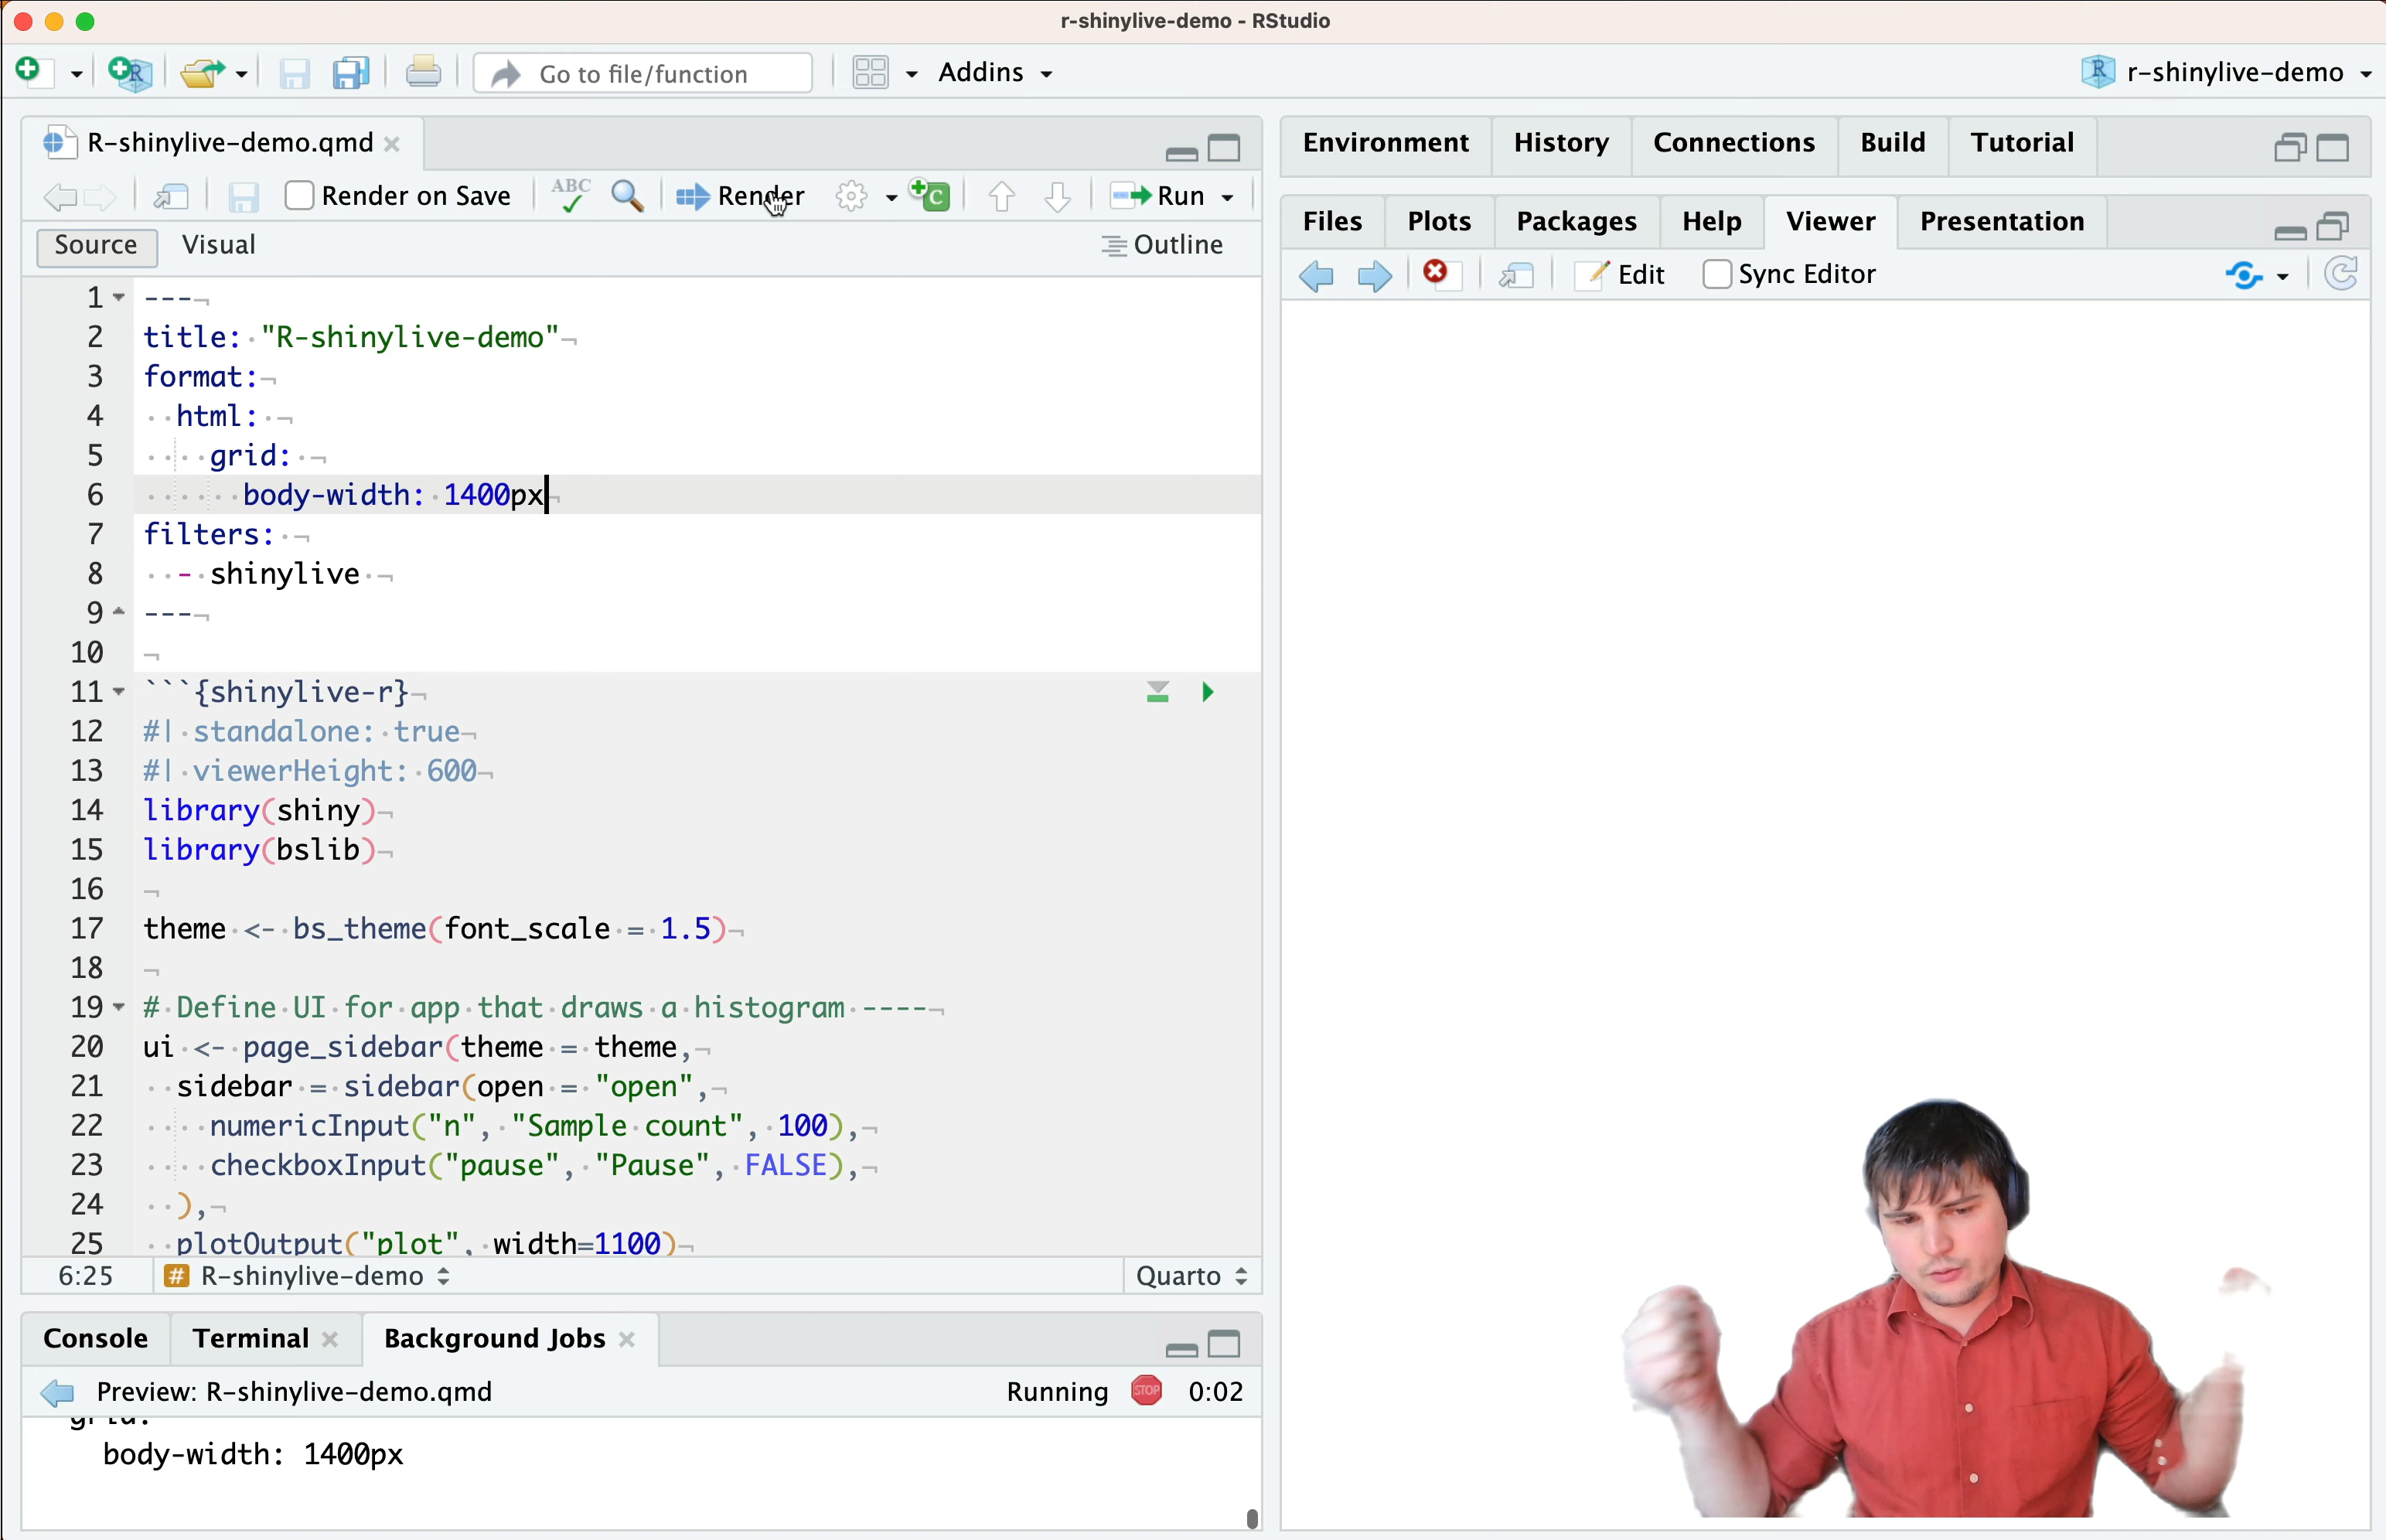 r-shinylive-demo - RStudio
Go to file/function
Addins
r-shinylive-demo
R-shinylive-demo.qmd
Render on Save
ABC
Render
Run
Source
Visual
Outline
1 ---
2 title: "R-shinylive-demo"
3 format:
4 html:
5 grid:
6 body-width: 1400px
7 filters:
8 - shinylive
9 ---
10
11 ```{shinylive-r}
12 #| standalone: true
13 #| viewerHeight: 600
14 library(shiny)
15 library(bslib)
16
17 theme <- bs_theme(font_scale = 1.5)
18
19 # Define UI for app that draws a histogram ----
20 ui <- page_sidebar(theme = theme,
21 sidebar = sidebar(open = "open",
22 numericInput("n", "Sample count", 100),
23 checkboxInput("pause", "Pause", FALSE),
24 ),
25 plotOutput("plot", width=1100)
6:25
R-shinylive-demo
Quarto
Console
Terminal
Background Jobs
Preview: R-shinylive-demo.qmd
Running
STOP
0:02
grid:
body-width: 1400px
Environment
History
Connections
Build
Tutorial
Files
Plots
Packages
Help
Viewer
Presentation
Edit
Sync Editor